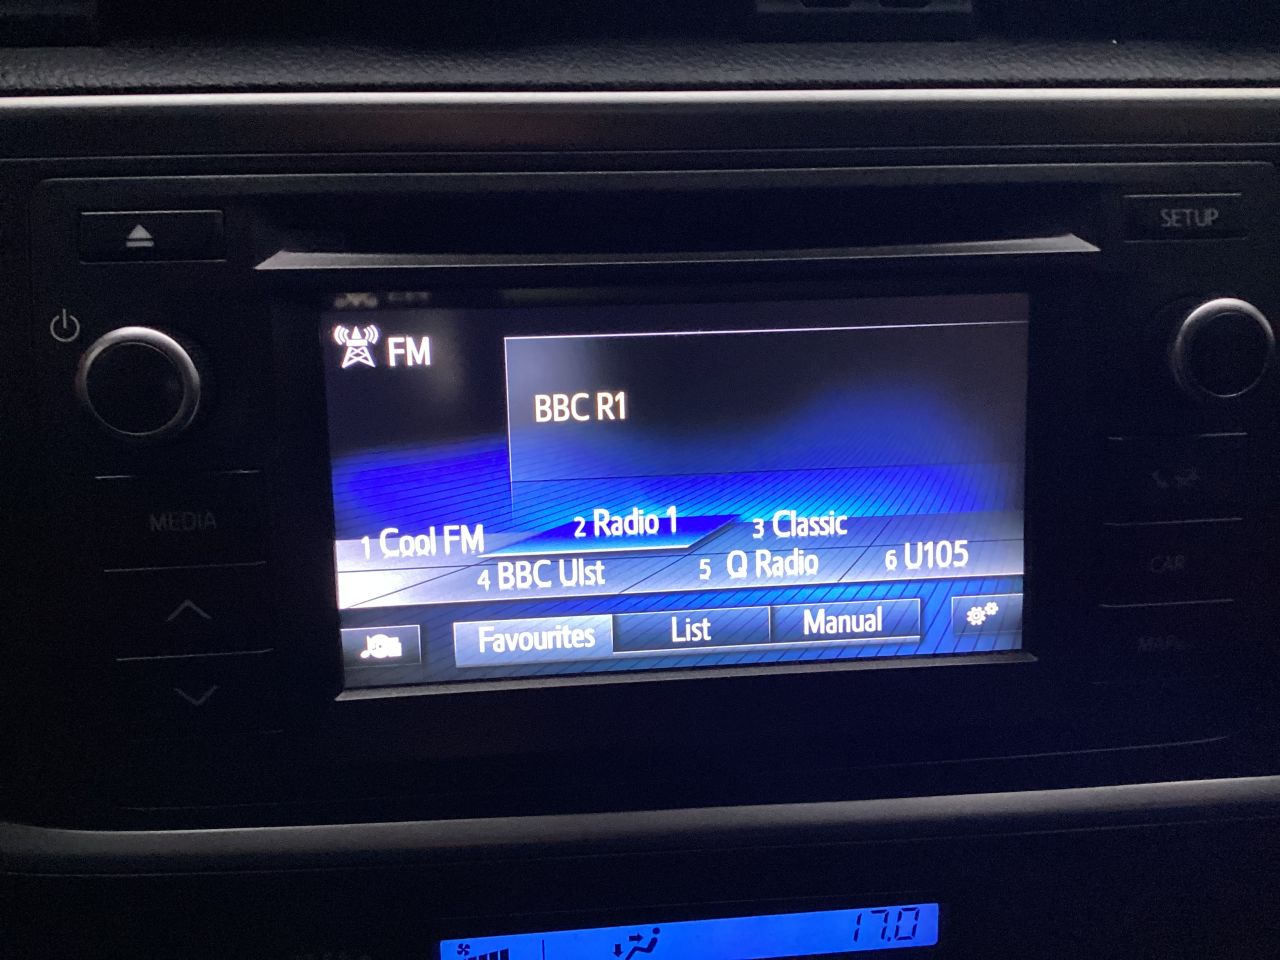 SETUP
FM
BBC R1
MEDIA
1 Cool FM
2 Radio 1
3 Classic
4 BBC Ulst
5 Q Radio
6 U105
CAR
Favourites
List
Manual
17.0